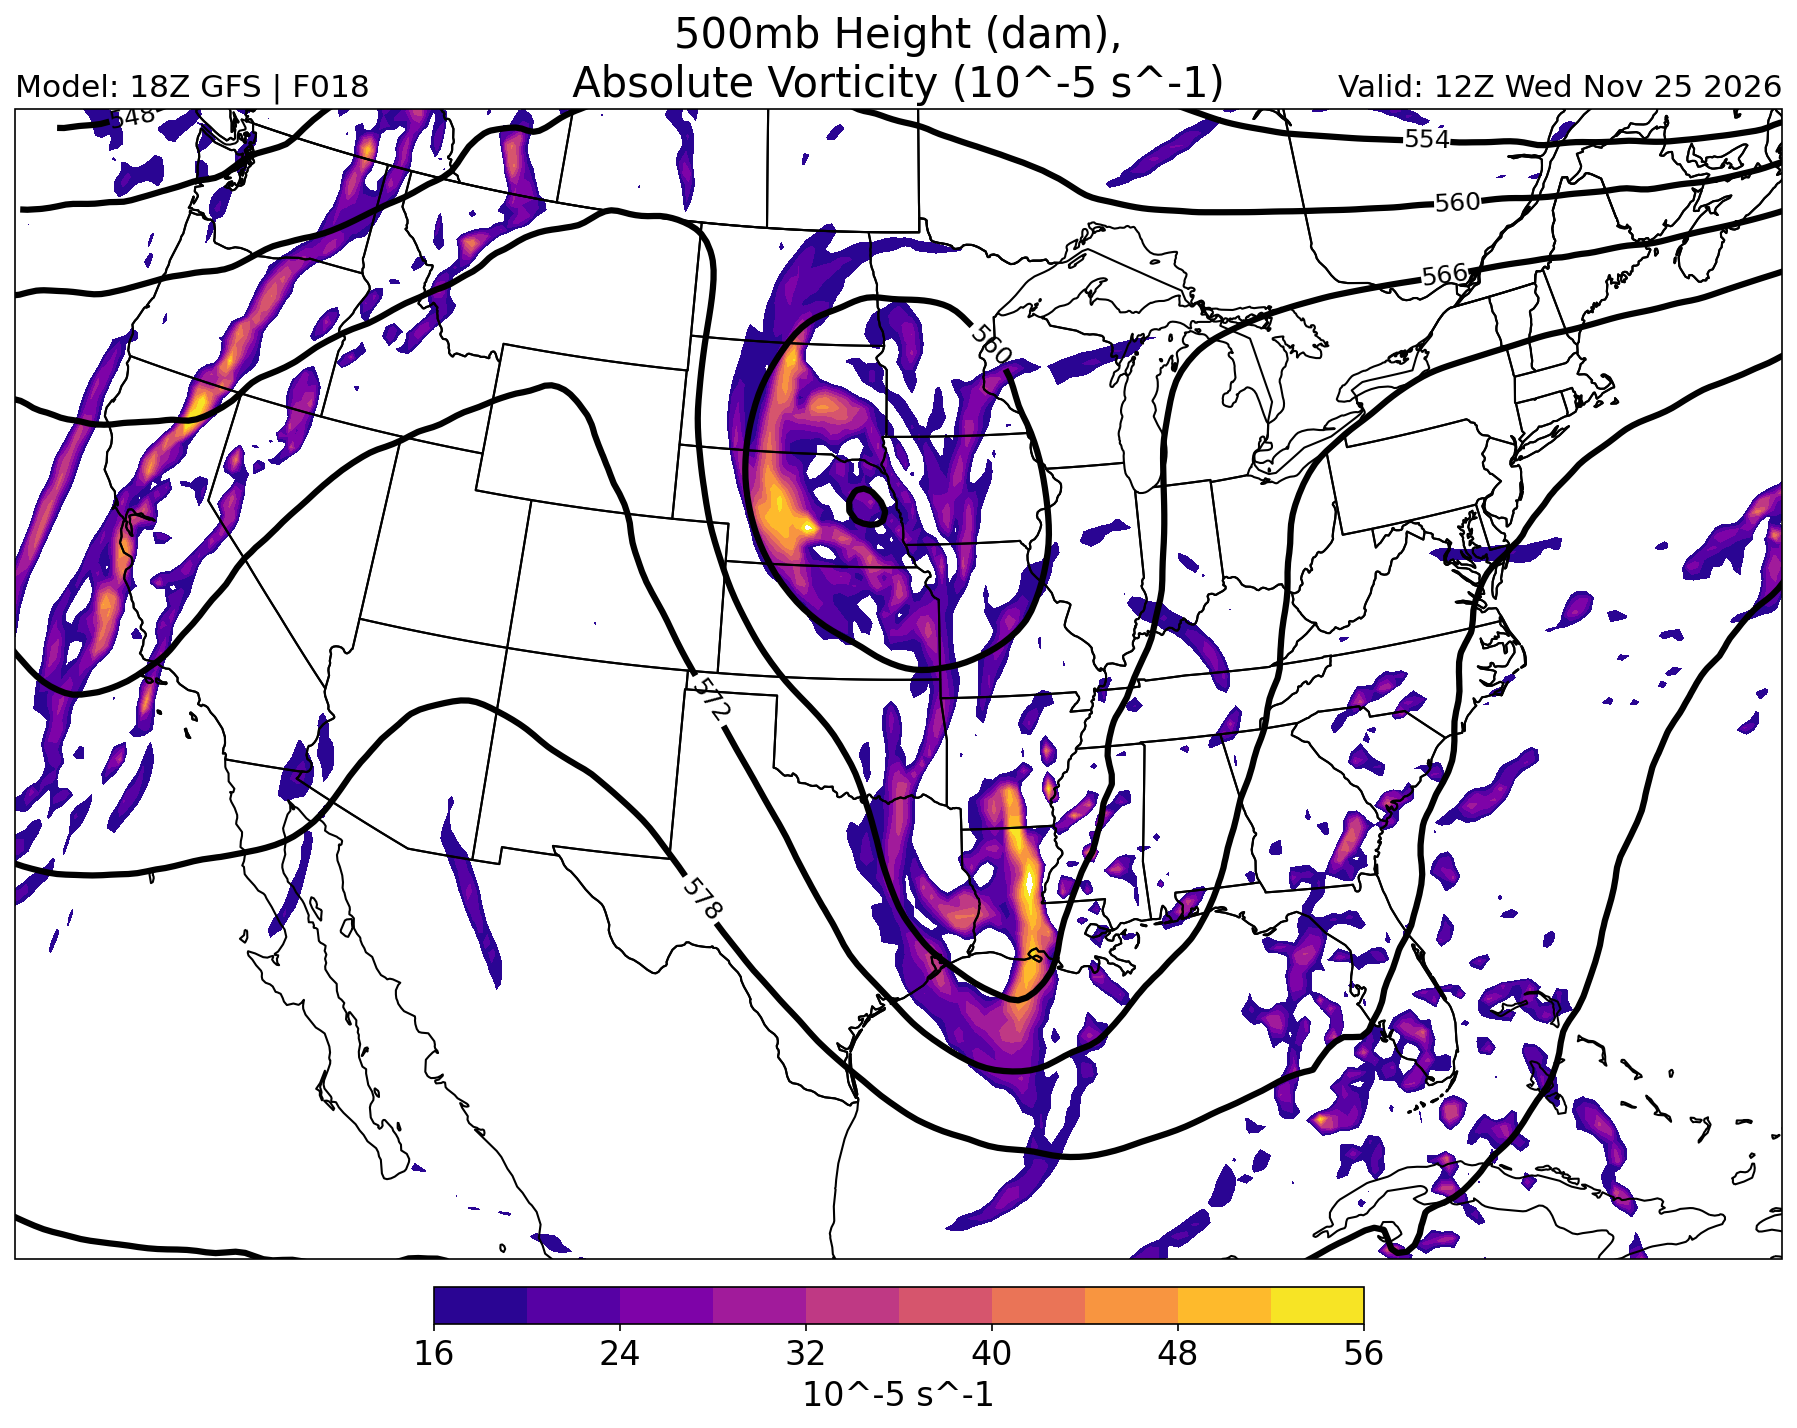 500mb Height (dam),
Model: 18Z GFS | F018
Absolute Vorticity (10^-5 s^-1)
Valid: 12Z Wed Nov 25 2026
548
554
560
566
560
572
578
16 24 32 40 48 56
10^-5 s^-1